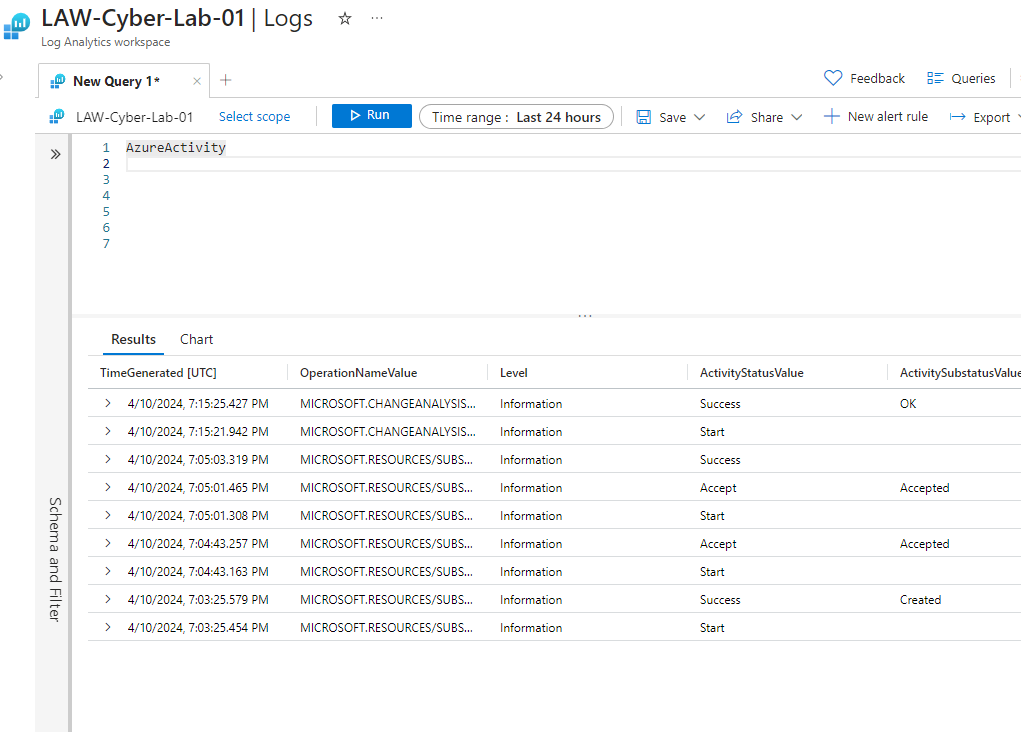 LAW-Cyber-Lab-01 | Logs
Log Analytics workspace
New Query 1*
Feedback
Queries
LAW-Cyber-Lab-01 Select scope Run Time range : Last 24 hours Save Share New alert rule Export
1 AzureActivity
2
3
4
5
6
7
Schema and Filter
Results Chart
TimeGenerated [UTC] OperationNameValue Level ActivityStatusValue ActivitySubstatusValue
4/10/2024, 7:15:25.427 PM MICROSOFT.CHANGEANALYSIS... Information Success OK
4/10/2024, 7:15:21.942 PM MICROSOFT.CHANGEANALYSIS... Information Start
4/10/2024, 7:05:03.319 PM MICROSOFT.RESOURCES/SUBS... Information Success
4/10/2024, 7:05:01.465 PM MICROSOFT.RESOURCES/SUBS... Information Accept Accepted
4/10/2024, 7:05:01.308 PM MICROSOFT.RESOURCES/SUBS... Information Start
4/10/2024, 7:04:43.257 PM MICROSOFT.RESOURCES/SUBS... Information Accept Accepted
4/10/2024, 7:04:43.163 PM MICROSOFT.RESOURCES/SUBS... Information Start
4/10/2024, 7:03:25.579 PM MICROSOFT.RESOURCES/SUBS... Information Success Created
4/10/2024, 7:03:25.454 PM MICROSOFT.RESOURCES/SUBS... Information Start